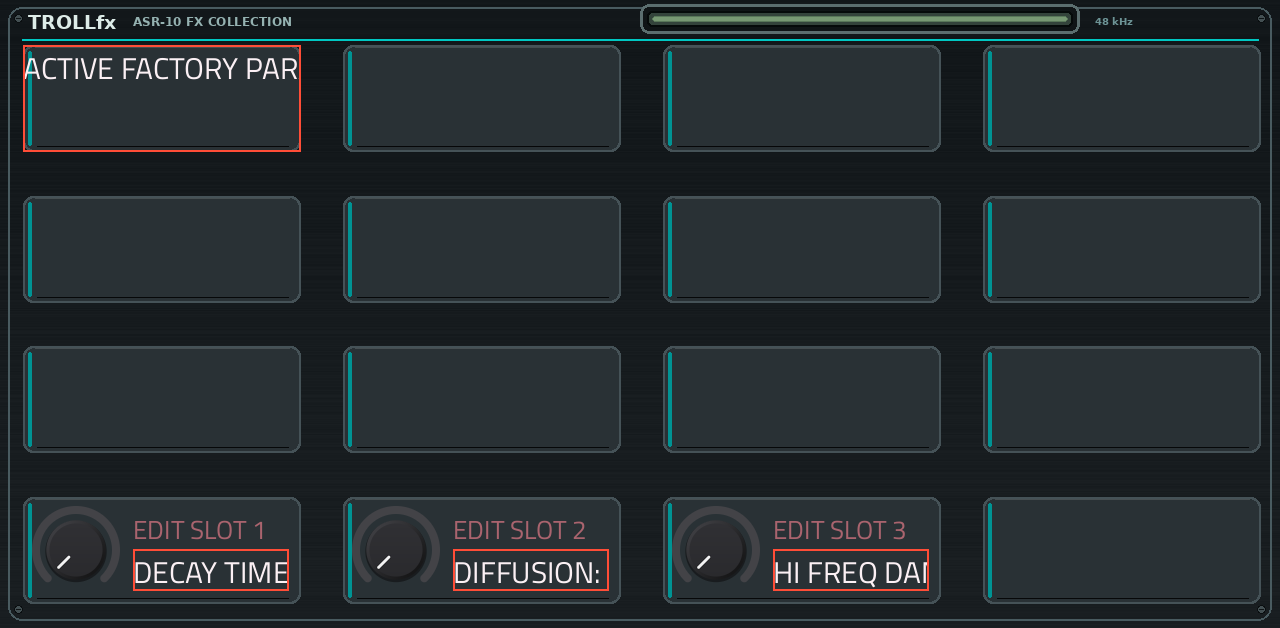 TROLLfx ASR-10 FX COLLECTION 48 kHz
ACTIVE FACTORY PAR
EDIT SLOT 1 EDIT SLOT 2 EDIT SLOT 3
DECAY TIME DIFFUSION: HI FREQ DA